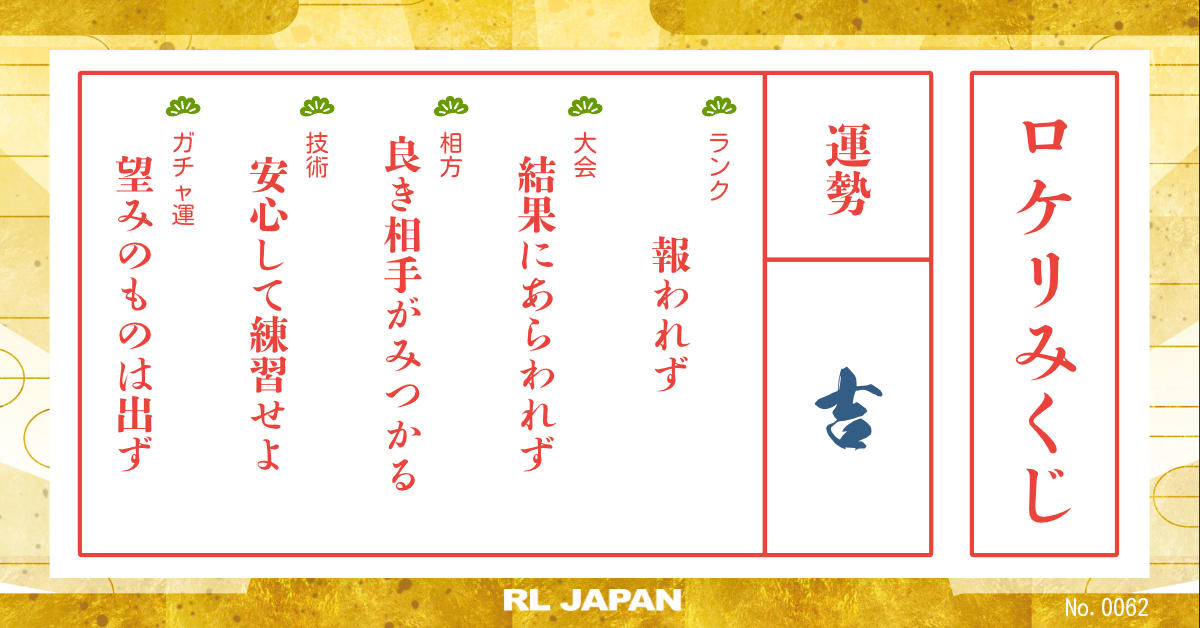 ロケリみくじ
運勢
吉
ランク
報われず
大会
結果にあらわれず
相方
良き相手がみつかる
技術
安心して練習せよ
ガチャ運
望みのものは出ず
RL JAPAN
No. 0062